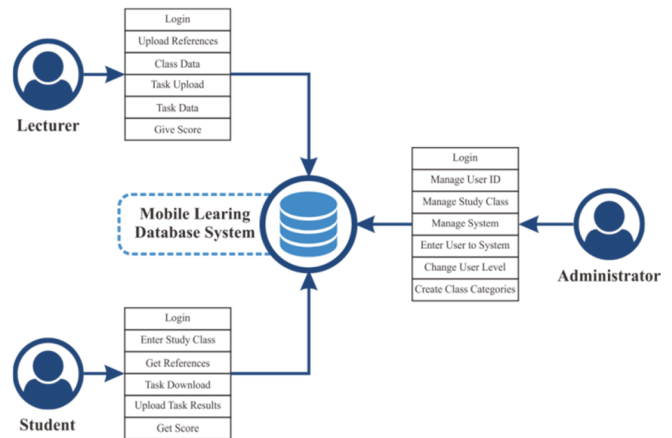 Login
Upload References
Class Data
Task Upload
Task Data
Give Score
Lecturer
Mobile Learing
Database System
Login
Manage User ID
Manage Study Class
Manage System
Enter User to System
Change User Level
Create Class Categories
Administrator
Login
Enter Study Class
Get References
Task Download
Upload Task Results
Get Score
Student